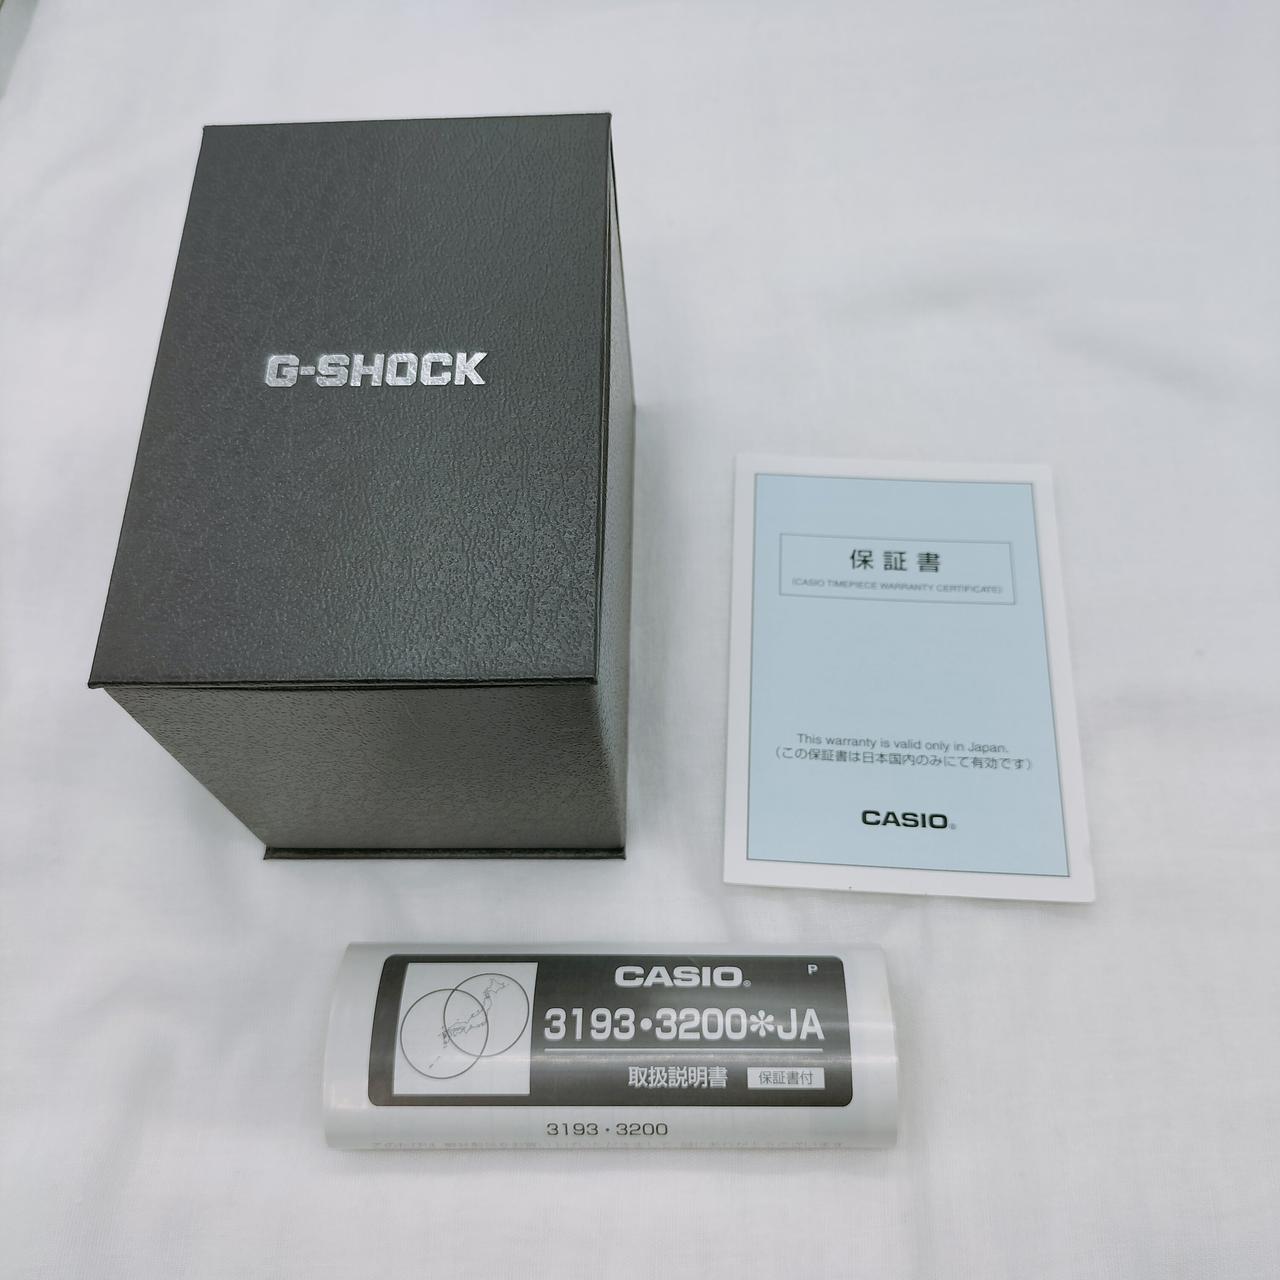 G-SHOCK
保証書
(CASIO TIMEPIECE WARRANTY CERTIFICATE)
This warranty is valid only in Japan.
(この保証書は日本国内のみにて有効です)
CASIO®
CASIO®
P
3193•3200✻JA
取扱説明書
保証書付
3193・3200